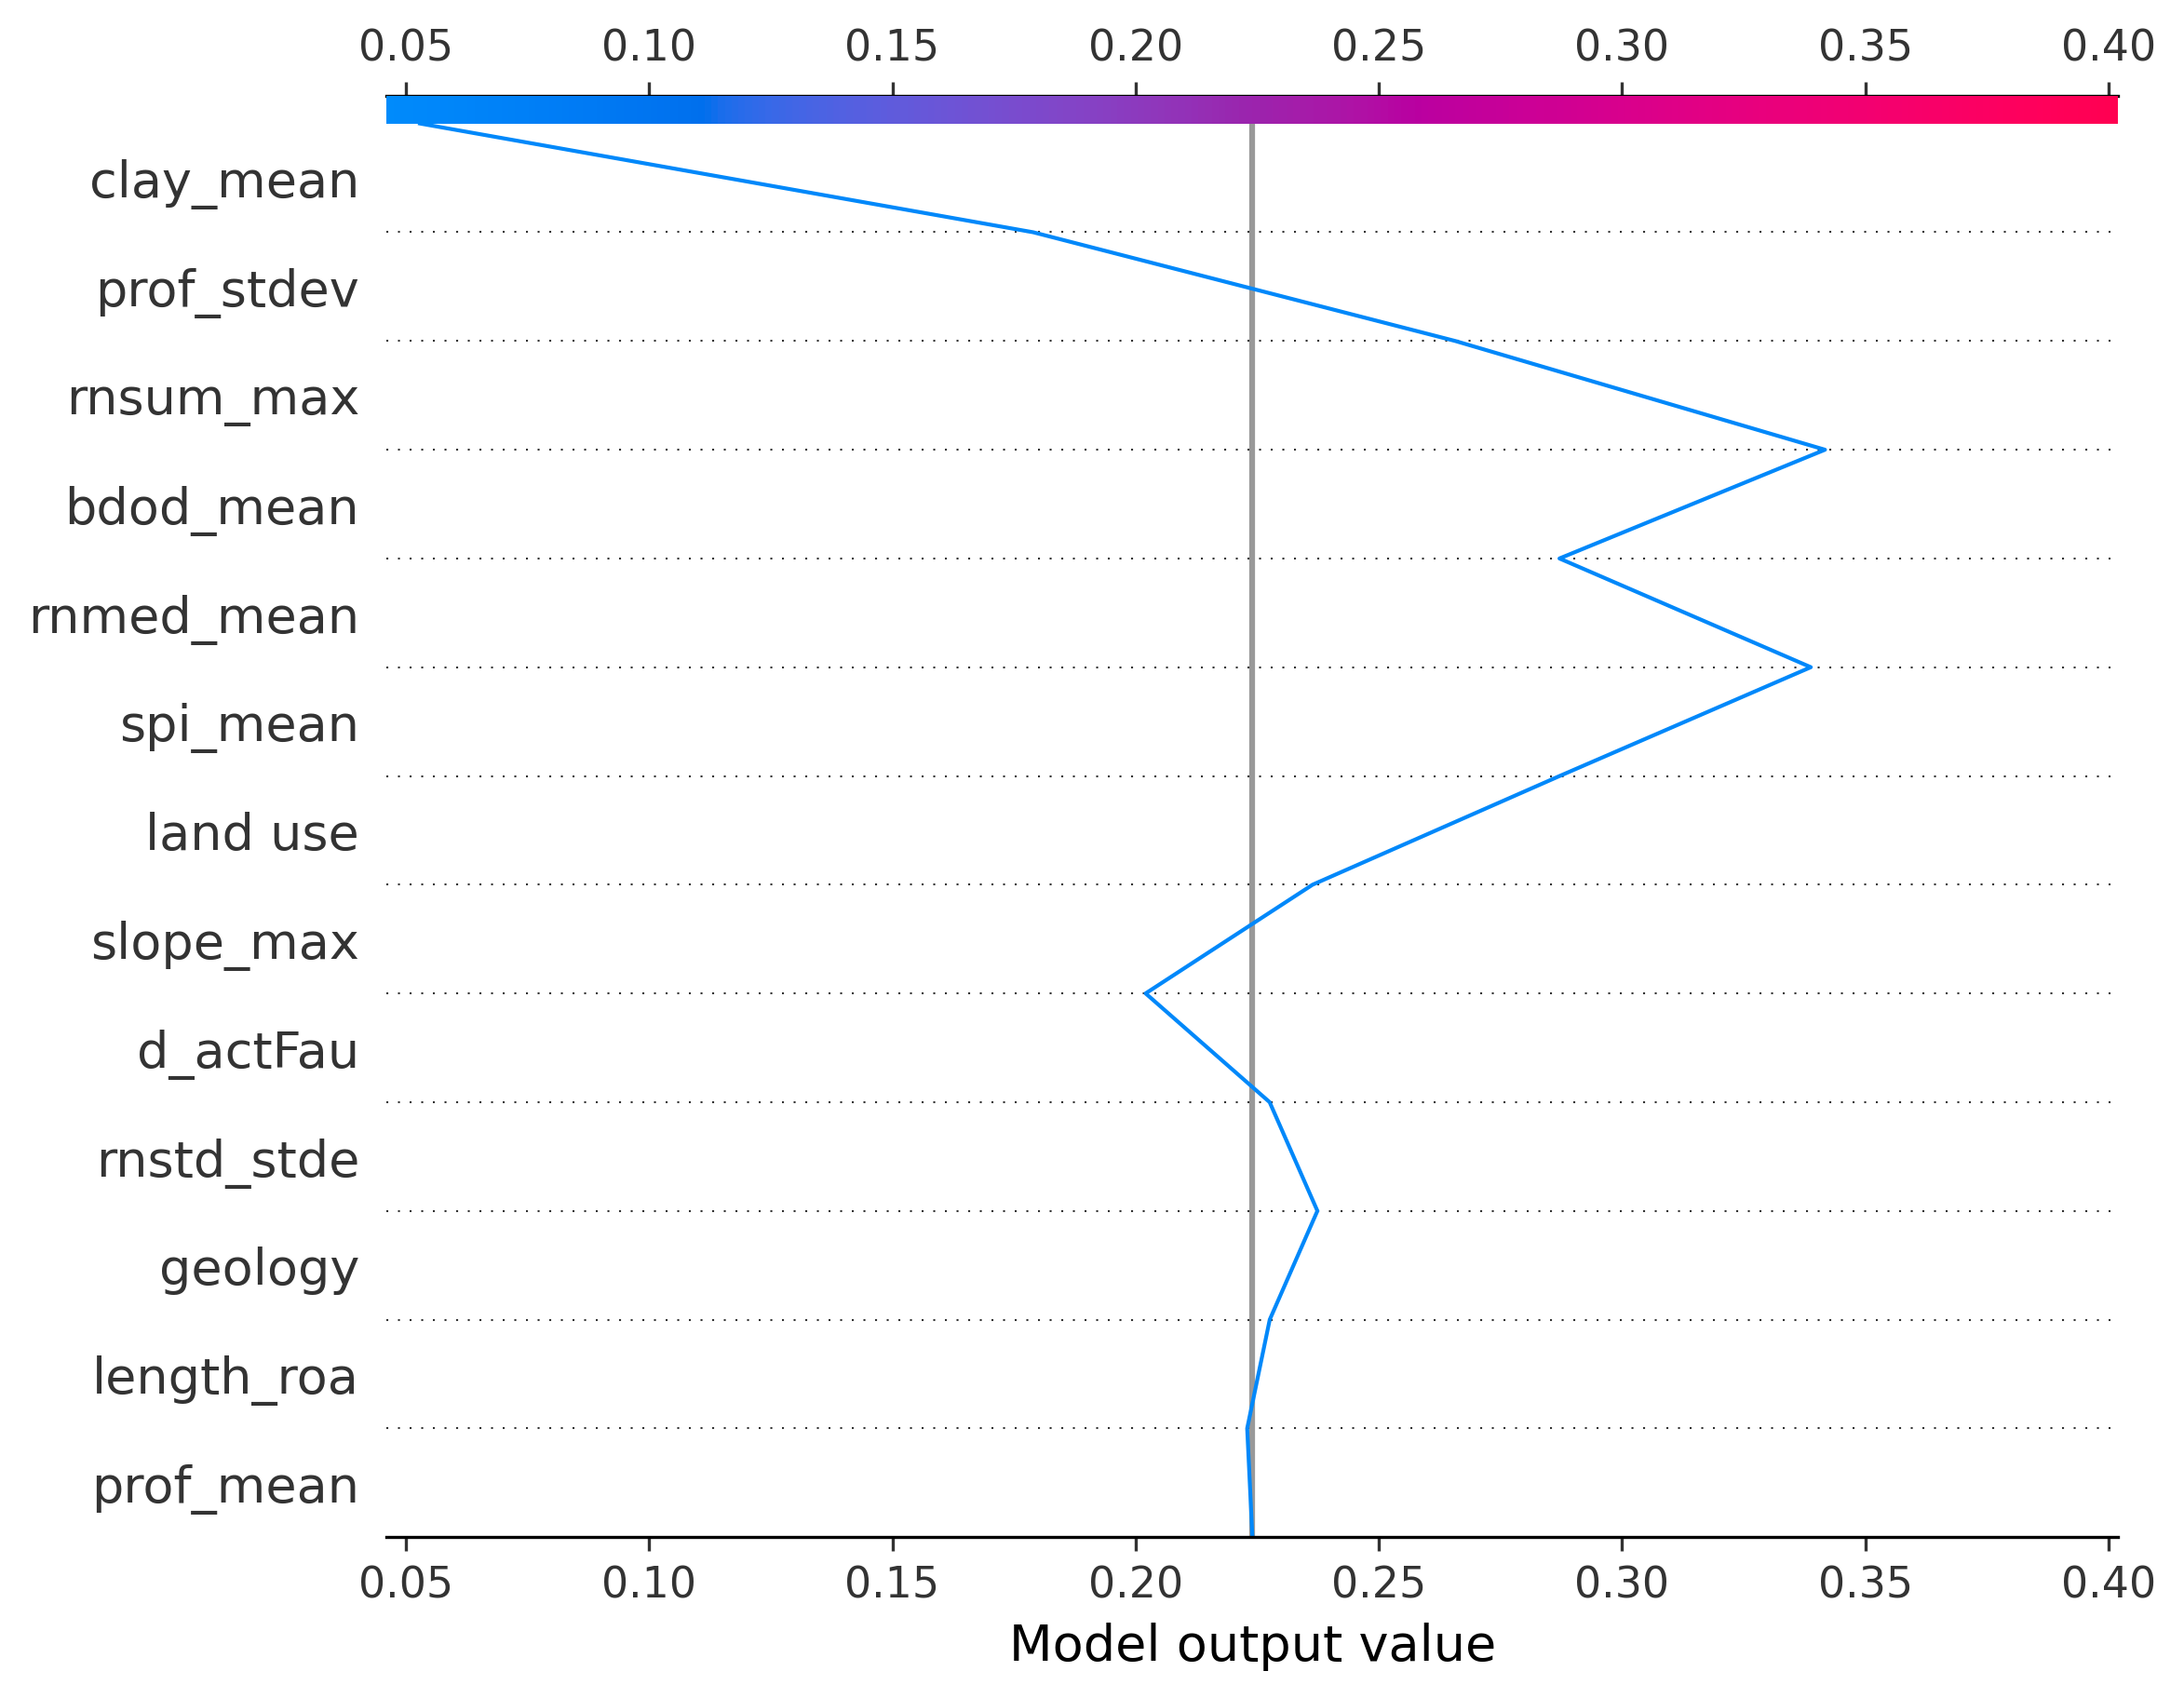 0.05 0.10 0.15 0.20 0.25 0.30 0.35 0.40
clay_mean
prof_stdev
rnsum_max
bdod_mean
rnmed_mean
spi_mean
land use
slope_max
d_actFau
rnstd_stde
geology
length_roa
prof_mean
0.05 0.10 0.15 0.20 0.25 0.30 0.35 0.40
Model output value